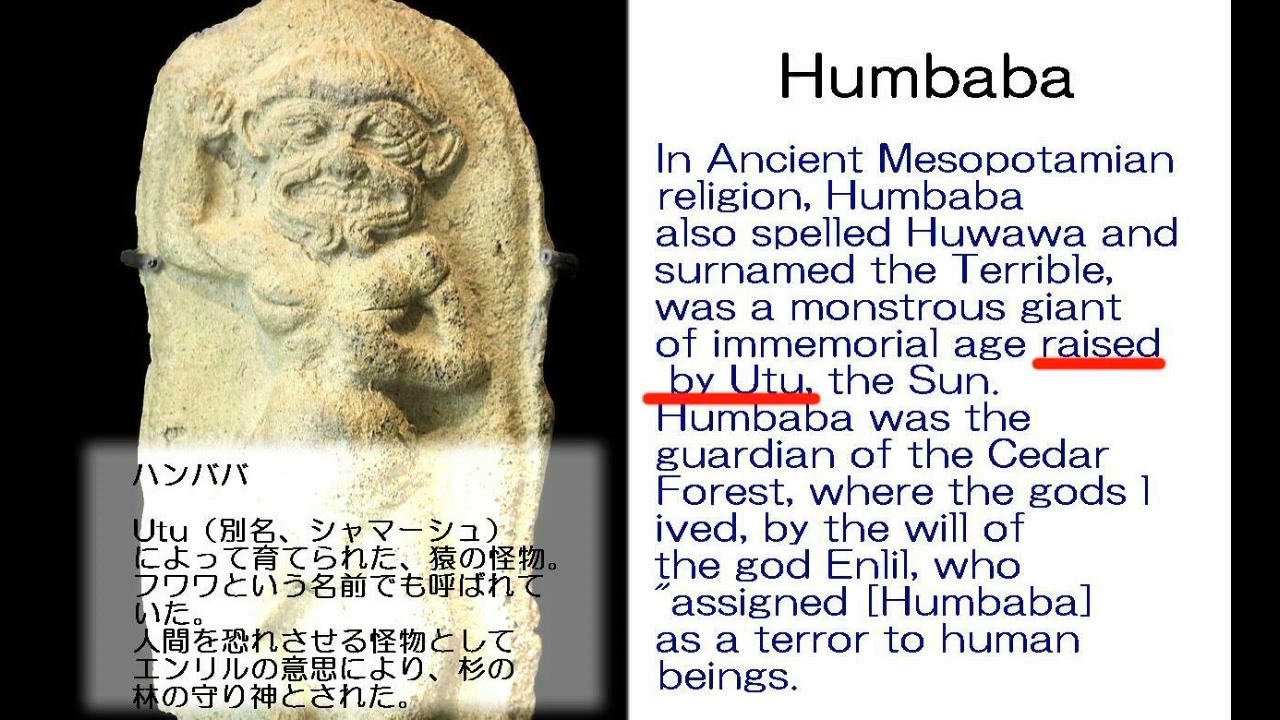 Humbaba
In Ancient Mesopotamian
religion, Humbaba
also spelled Huwawa and
surnamed the Terrible,
was a monstrous giant
of immemorial age raised
by Utu, the Sun.
Humbaba was the
guardian of the Cedar
Forest, where the gods l
ived, by the will of
the god Enlil, who
"assigned [Humbaba]
as a terror to human
beings.
ハンババ
Utu（別名、シャマーシュ）
によって育てられた、猿の怪物。
フワワという名前でも呼ばれて
いた。
人間を恐れさせる怪物として
エンリルの意思により、杉の
林の守り神とされた。